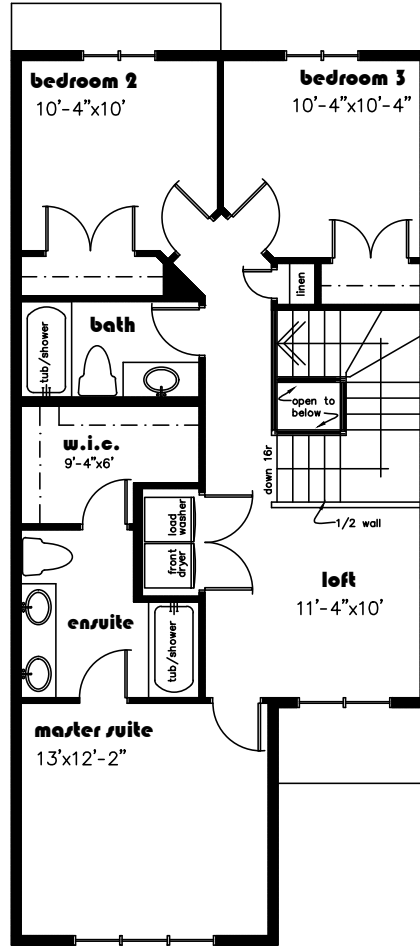 bedroom 2
10'-4"x10'
bedroom 3
10'-4"x10'-4"
linen
bath
tub/shower
open to
below
w.i.c.
9'-4"x6'
down 16r
load
washer
front
dryer
1/2 wall
loft
11'-4"x10'
ensuite
tub/shower
master suite
13'x12'-2"